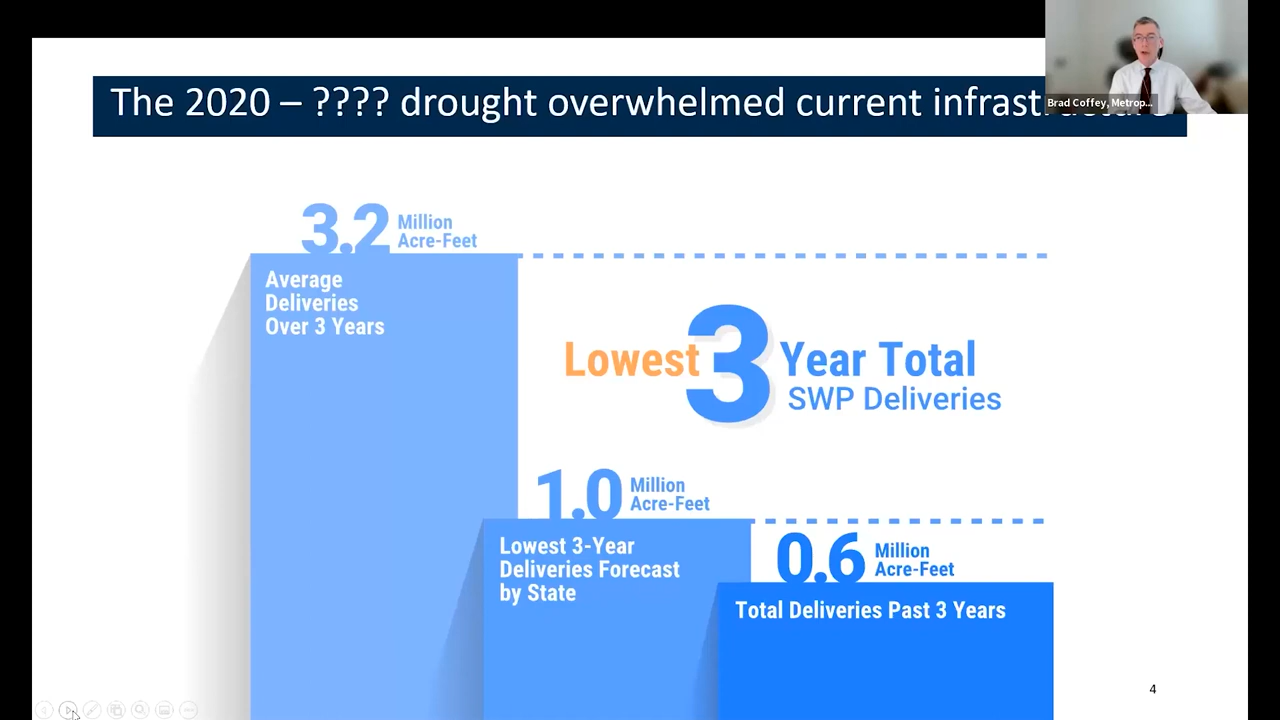 The 2020 – ???? drought overwhelmed current infrastructure
Brad Coffey, Metrop...
3.2 Million
Acre-Feet
Average
Deliveries
Over 3 Years
Lowest 3 Year Total
SWP Deliveries
1.0 Million
Acre-Feet
Lowest 3-Year
Deliveries Forecast
by State
0.6 Million
Acre-Feet
Total Deliveries Past 3 Years
4